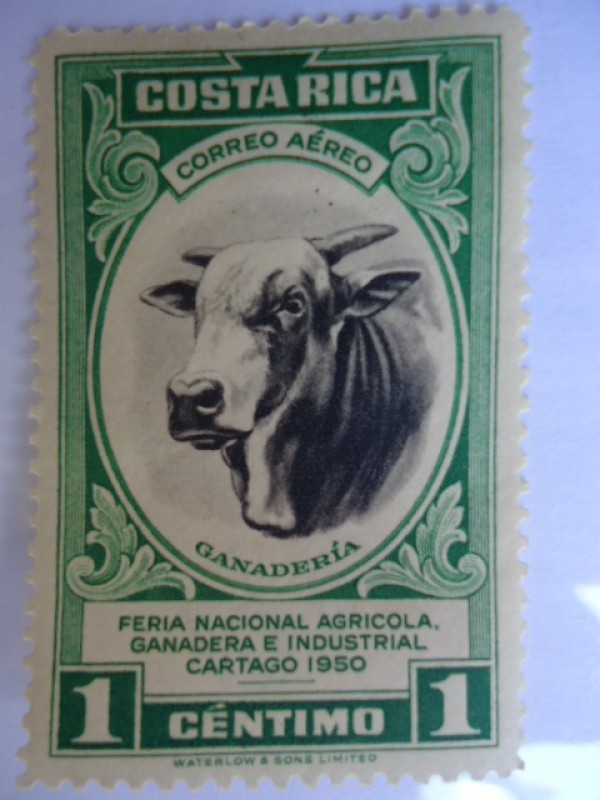 COSTA RICA
CORREO AÉREO
GANADERÍA
FERIA NACIONAL AGRICOLA,
GANADERA E INDUSTRIAL
CARTAGO 1950
1 CÉNTIMO 1
WATERLOW & SONS LIMITED